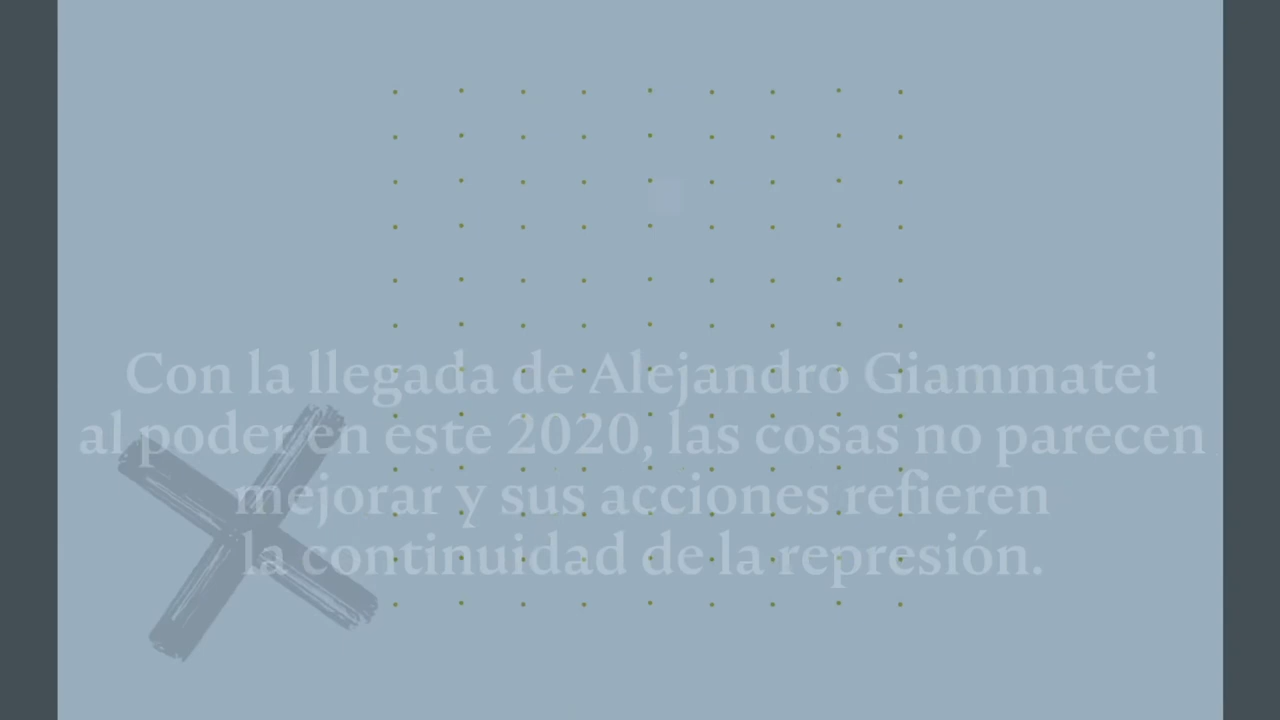 Con la llegada de Alejandro Giammatei
al poder en este 2020, las cosas no parecen
mejorar y sus acciones refieren
la continuidad de la represión.